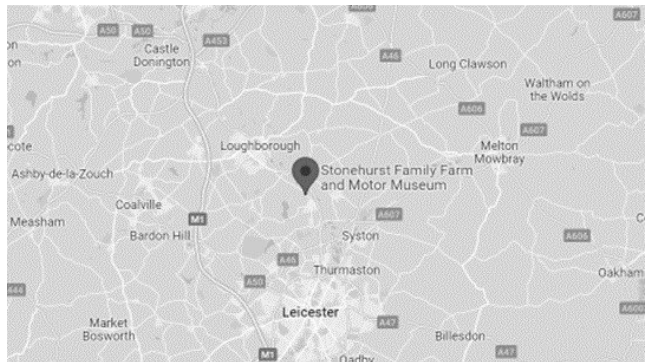 A50
A50
A453
Castle
Donington
A46
Long Clawson
A607
Waltham on
the Wolds
A606
A607
Loughborough
Melton
Mowbray
Stonehurst Family Farm
and Motor Museum
Ashby-de-la-Zouch
Coalville
Measham
M1
Bardon Hill
A607
Syston
A606
A46
Thurmaston
A50
Oakham
Leicester
Market
Bosworth
A47
Billesdon
A47
M1
Oadby